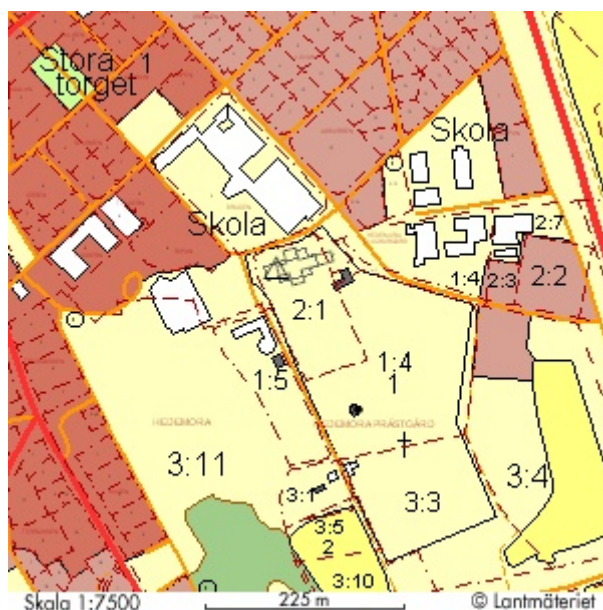 Stora 1
torget
Skola
Skola
2:7
1:4
2:3
2:2
2:1
1:4
1
1:5
HEDEMORA
HEDEMORA PRÄSTGÅRD
3:11
3:4
3:1
3:3
3:5
2
3:10
Skala 1:7500
225 m
© Lantmäteriet